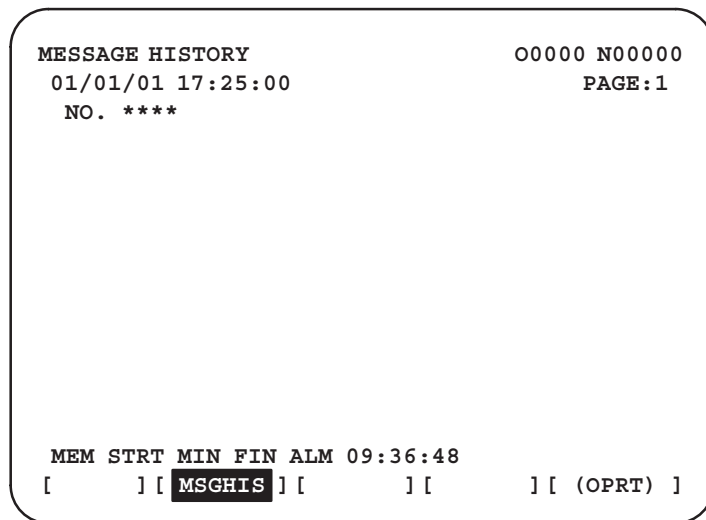 MESSAGE HISTORY O0000 N00000
01/01/01 17:25:00 PAGE:1
NO. ****
MEM STRT MIN FIN ALM 09:36:48
[ ] [ MSGHIS ] [ ] [ ] [ (OPRT) ]